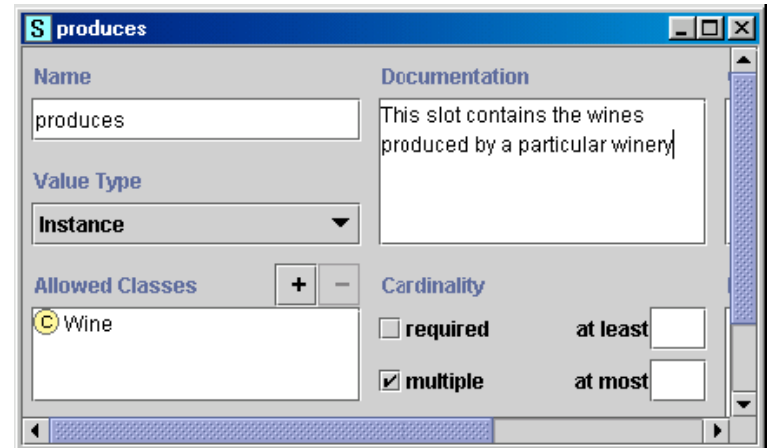 S produces
Name
Documentation
produces
This slot contains the wines
produced by a particular winery
Value Type
Instance
Allowed Classes
+ −
Cardinality
C Wine
required
at least
multiple
at most